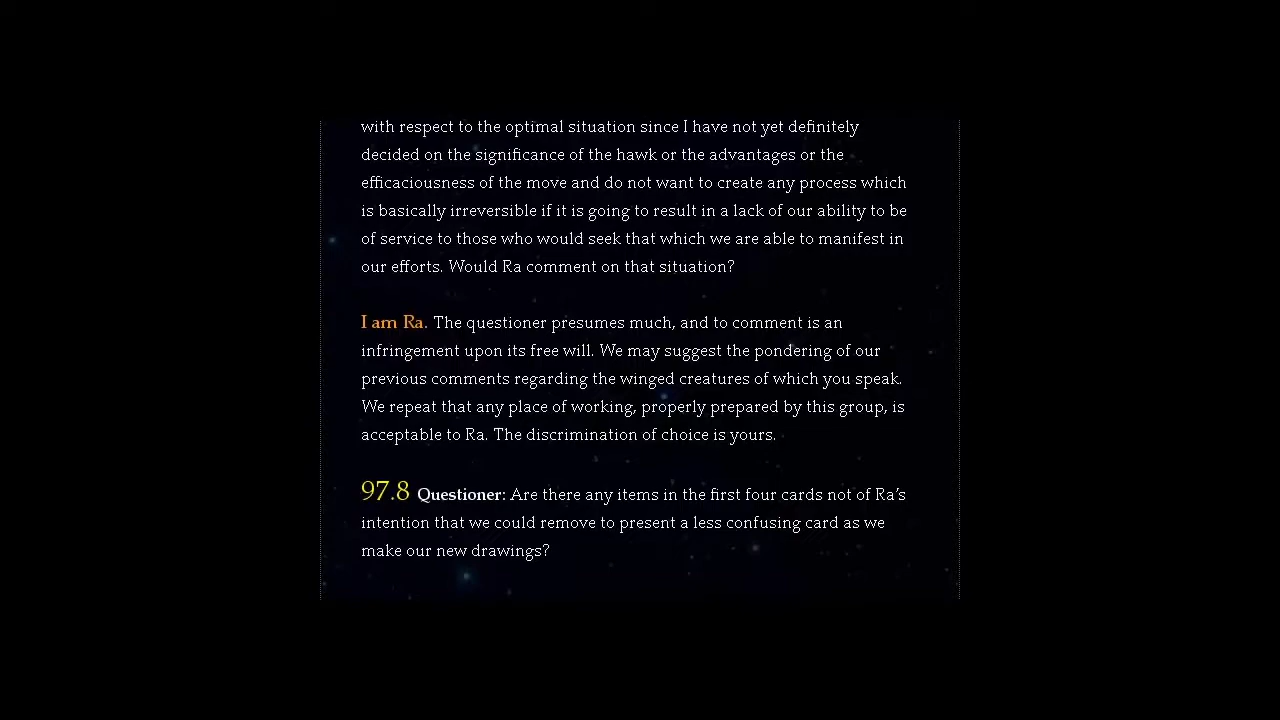 with respect to the optimal situation since I have not yet definitely
decided on the significance of the hawk or the advantages or the
efficaciousness of the move and do not want to create any process which
is basically irreversible if it is going to result in a lack of our ability to be
of service to those who would seek that which we are able to manifest in
our efforts. Would Ra comment on that situation?
I am Ra. The questioner presumes much, and to comment is an
infringement upon its free will. We may suggest the pondering of our
previous comments regarding the winged creatures of which you speak.
We repeat that any place of working, properly prepared by this group, is
acceptable to Ra. The discrimination of choice is yours.
97.8 Questioner: Are there any items in the first four cards not of Ra’s
intention that we could remove to present a less confusing card as we
make our new drawings?